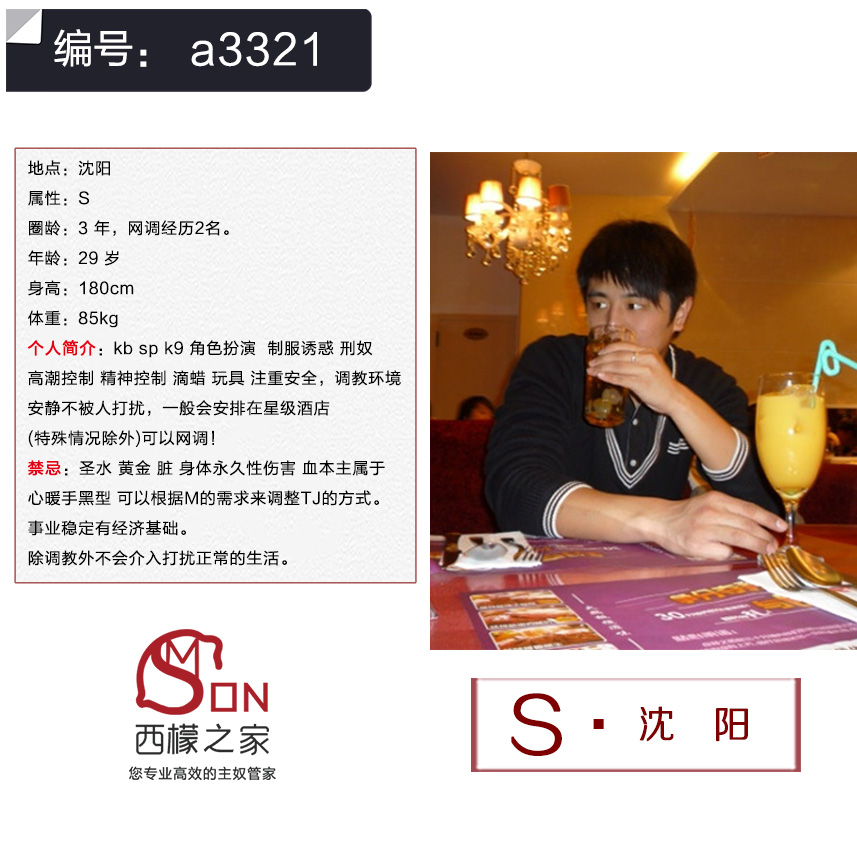 编号： a3321
地点：沈阳
属性：S
圈龄：3 年，网调经历2名。
年龄：29 岁
身高：180cm
体重：85kg
个人简介：kb sp k9 角色扮演 制服诱惑 刑奴
高潮控制 精神控制 滴蜡 玩具 注重安全，调教环境
安静不被人打扰，一般会安排在星级酒店
(特殊情况除外)可以网调！
禁忌：圣水 黄金 脏 身体永久性伤害 血本主属于
心暖手黑型 可以根据M的需求来调整TJ的方式。
事业稳定有经济基础。
除调教外不会介入打扰正常的生活。
SMON
西檬之家
您专业高效的主奴管家
S · 沈 阳